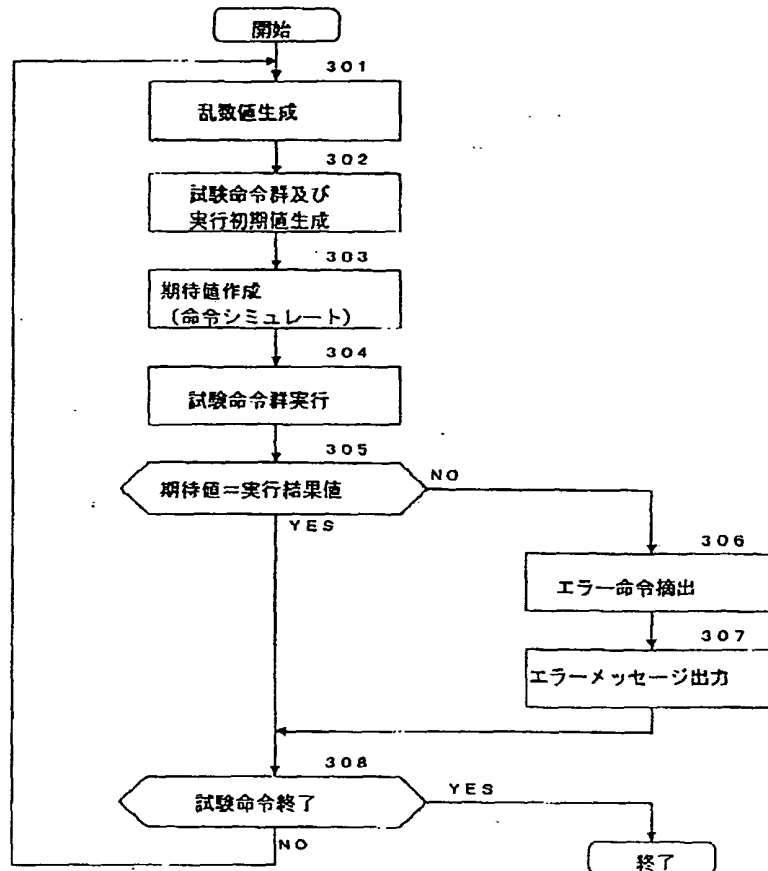 開始
301
乱数値生成
302
試験命令群及び
実行初期値生成
303
期待値作成
(命令シミュレート)
304
試験命令群実行
305
期待値=実行結果値
NO
YES
306
エラー命令摘出
307
エラーメッセージ出力
308
試験命令終了
YES
NO
終了